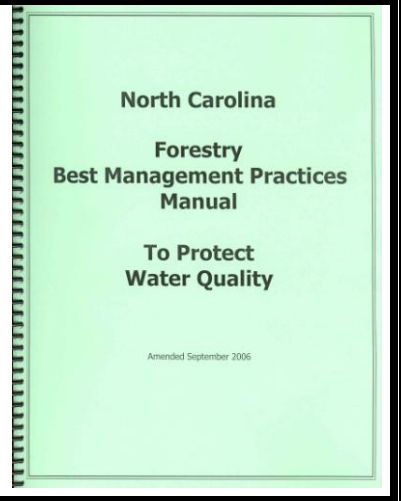 North Carolina
Forestry
Best Management Practices
Manual
To Protect
Water Quality
Amended September 2006